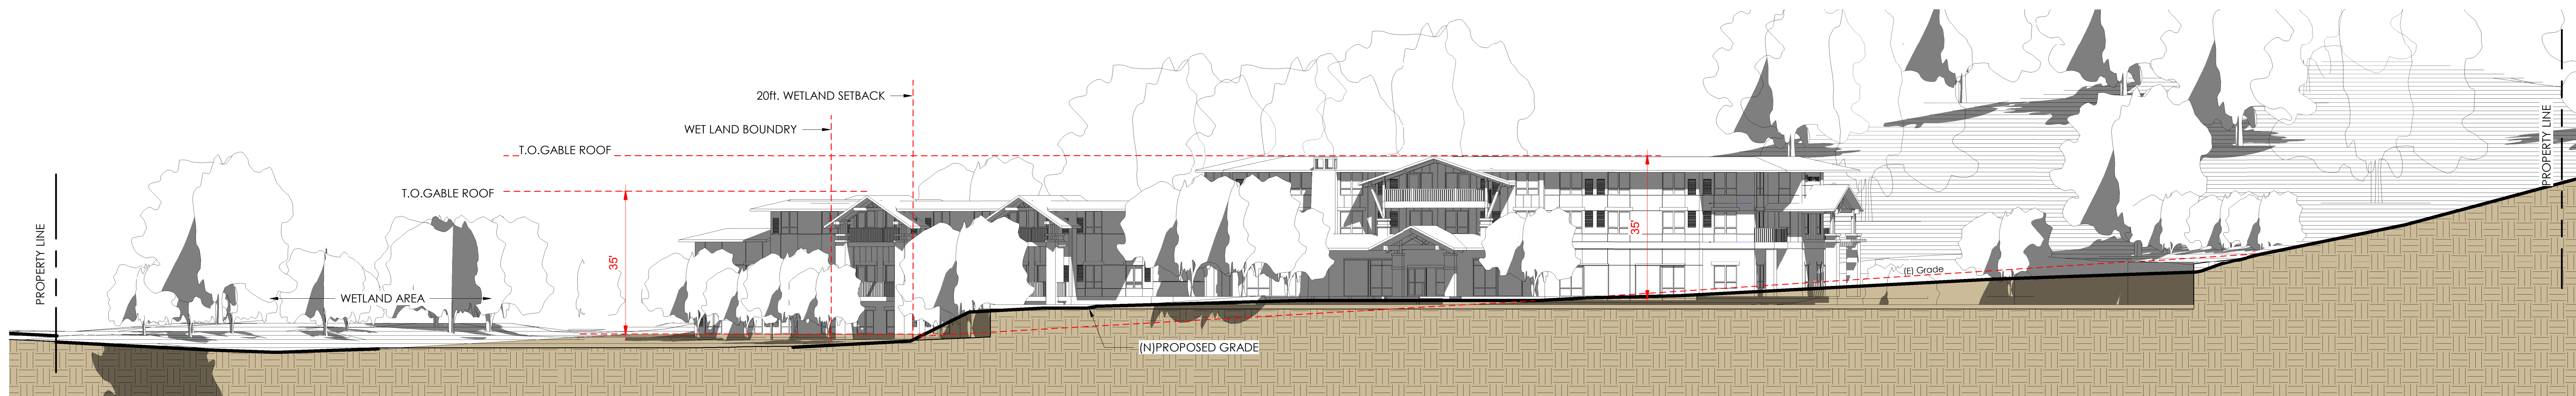 20ft. WETLAND SETBACK
WET LAND BOUNDRY
T.O.GABLE ROOF
T.O.GABLE ROOF
PROPERTY LINE
WETLAND AREA
35'
35'
(E) Grade
(N)PROPOSED GRADE
PROPERTY LINE